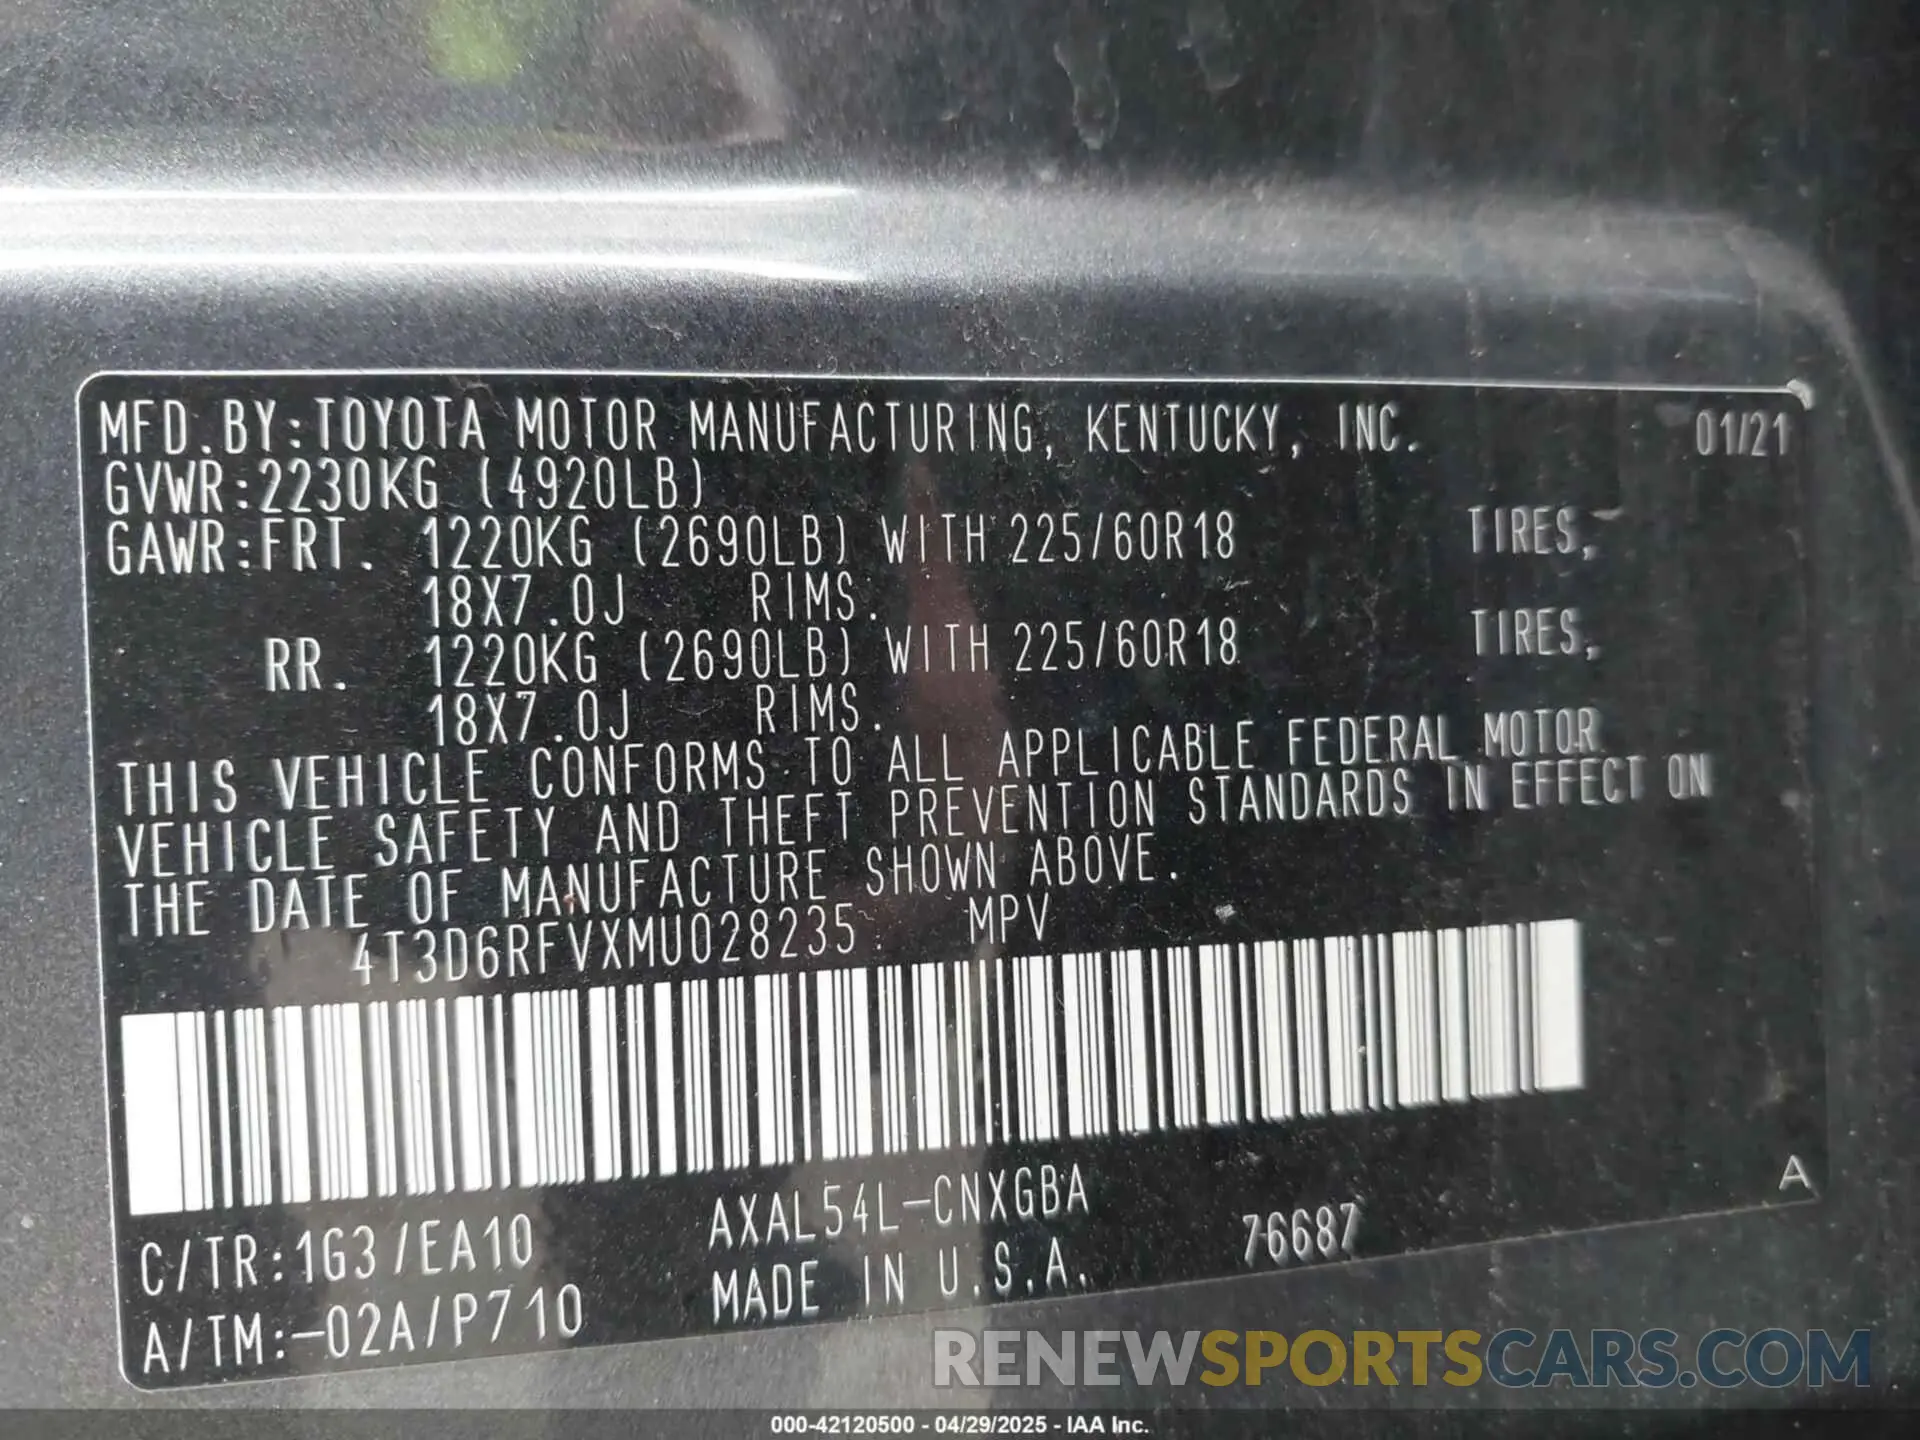 MFD.BY:TOYOTA MOTOR MANUFACTURING, KENTUCKY, INC. 01/21
GVWR:2230KG (4920LB)
GAWR:FRT. 1220KG (2690LB) WITH 225/60R18 TIRES,
18X7.0J RIMS.
RR. 1220KG (2690LB) WITH 225/60R18 TIRES,
18X7.0J RIMS.
THIS VEHICLE CONFORMS TO ALL APPLICABLE FEDERAL MOTOR
VEHICLE SAFETY AND THEFT PREVENTION STANDARDS IN EFFECT ON
THE DATE OF MANUFACTURE SHOWN ABOVE.
4T3D6RFVXMU028235 MPV
A
C/TR:1G3/EA10 AXAL54L-CNXGBA 76687
A/TM:-02A/P710 MADE IN U.S.A.
RENEWSPORTSCARS.COM
000-42120500 - 04/29/2025 - IAA Inc.